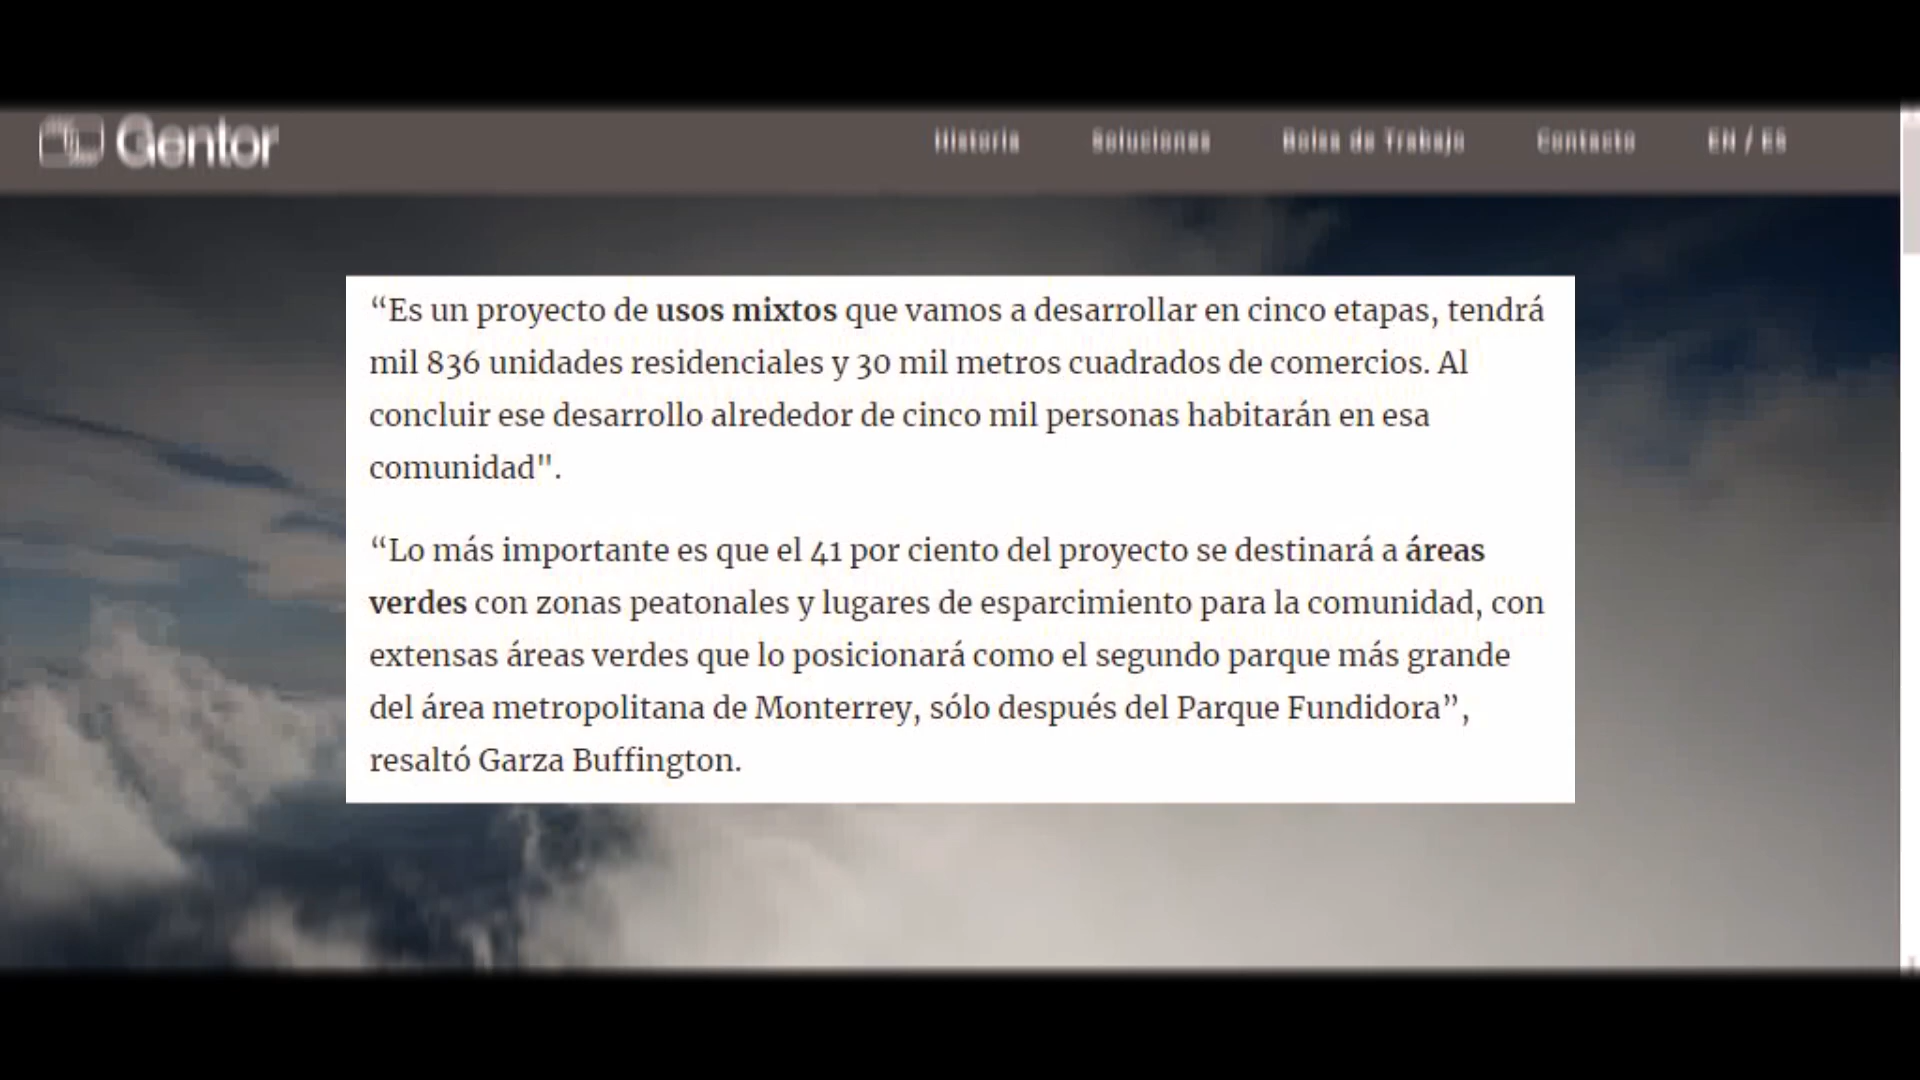 Gentor
Historia Soluciones Bolsa de Trabajo Contacto EN / ES
“Es un proyecto de usos mixtos que vamos a desarrollar en cinco etapas, tendrá
mil 836 unidades residenciales y 30 mil metros cuadrados de comercios. Al
concluir ese desarrollo alrededor de cinco mil personas habitarán en esa
comunidad".
“Lo más importante es que el 41 por ciento del proyecto se destinará a áreas
verdes con zonas peatonales y lugares de esparcimiento para la comunidad, con
extensas áreas verdes que lo posicionará como el segundo parque más grande
del área metropolitana de Monterrey, sólo después del Parque Fundidora”,
resaltó Garza Buffington.